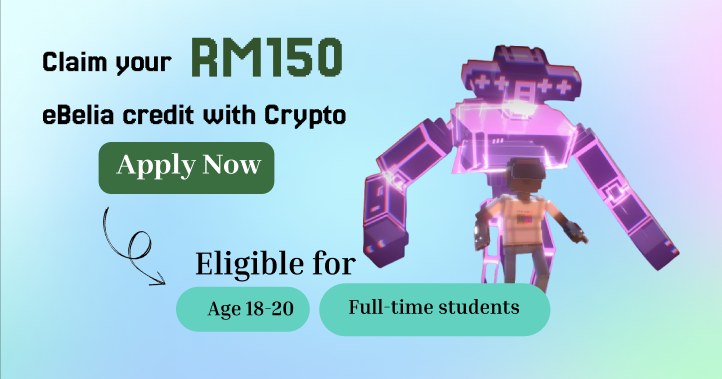 Claim your RM150
eBelia credit with Crypto
Apply Now
Eligible for
Age 18-20
Full-time students